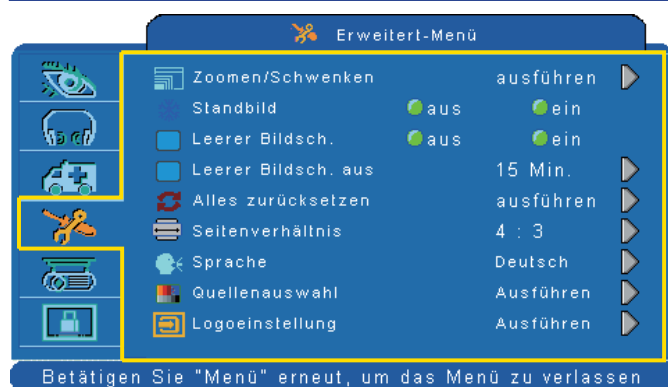 Erweitert-Menü
Zoomen/Schwenken ausführen
Standbild aus ein
Leerer Bildsch. aus ein
Leerer Bildsch. aus 15 Min.
Alles zurücksetzen ausführen
Seitenverhältnis 4 : 3
Sprache Deutsch
Quellenauswahl Ausführen
Logoeinstellung Ausführen
Betätigen Sie "Menü" erneut, um das Menü zu verlassen